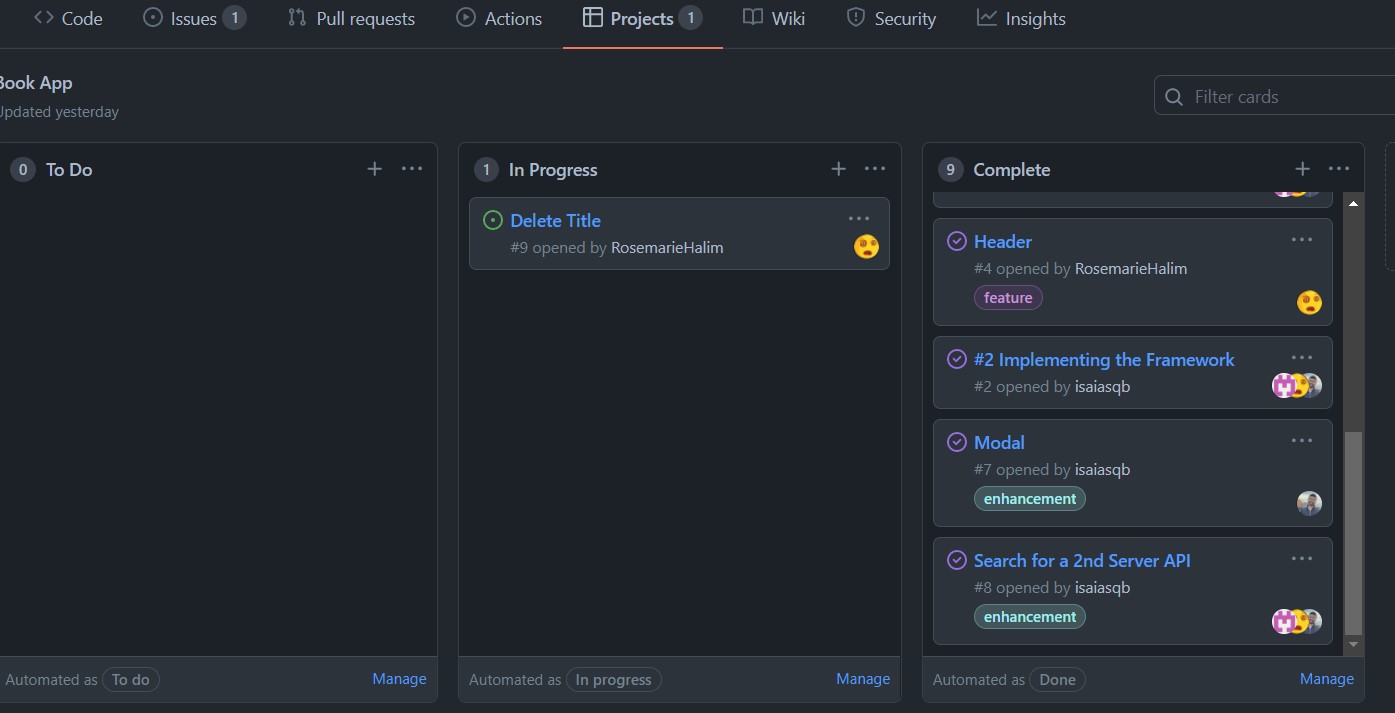 Code Issues 1 Pull requests Actions Projects 1 Wiki Security Insights
Book App
Updated yesterday
Filter cards
0 To Do
1 In Progress
Delete Title
#9 opened by RosemarieHalim
9 Complete
Header
#4 opened by RosemarieHalim
feature
#2 Implementing the Framework
#2 opened by isaiasqb
Modal
#7 opened by isaiasqb
enhancement
Search for a 2nd Server API
#8 opened by isaiasqb
enhancement
Automated as To do Manage
Automated as In progress Manage
Automated as Done Manage